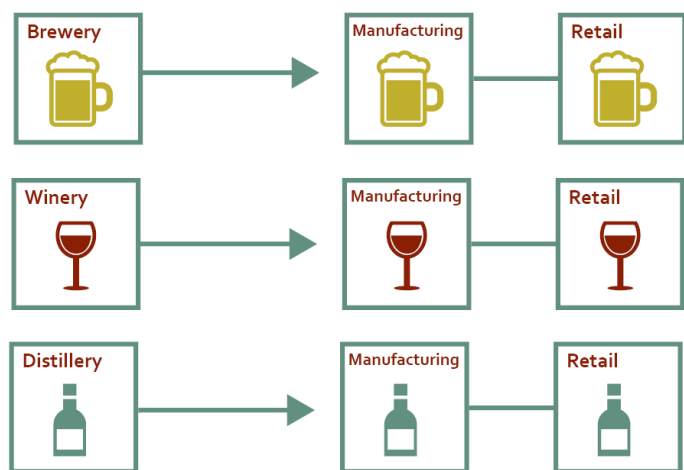 Brewery
Manufacturing
Retail
Winery
Manufacturing
Retail
Distillery
Manufacturing
Retail